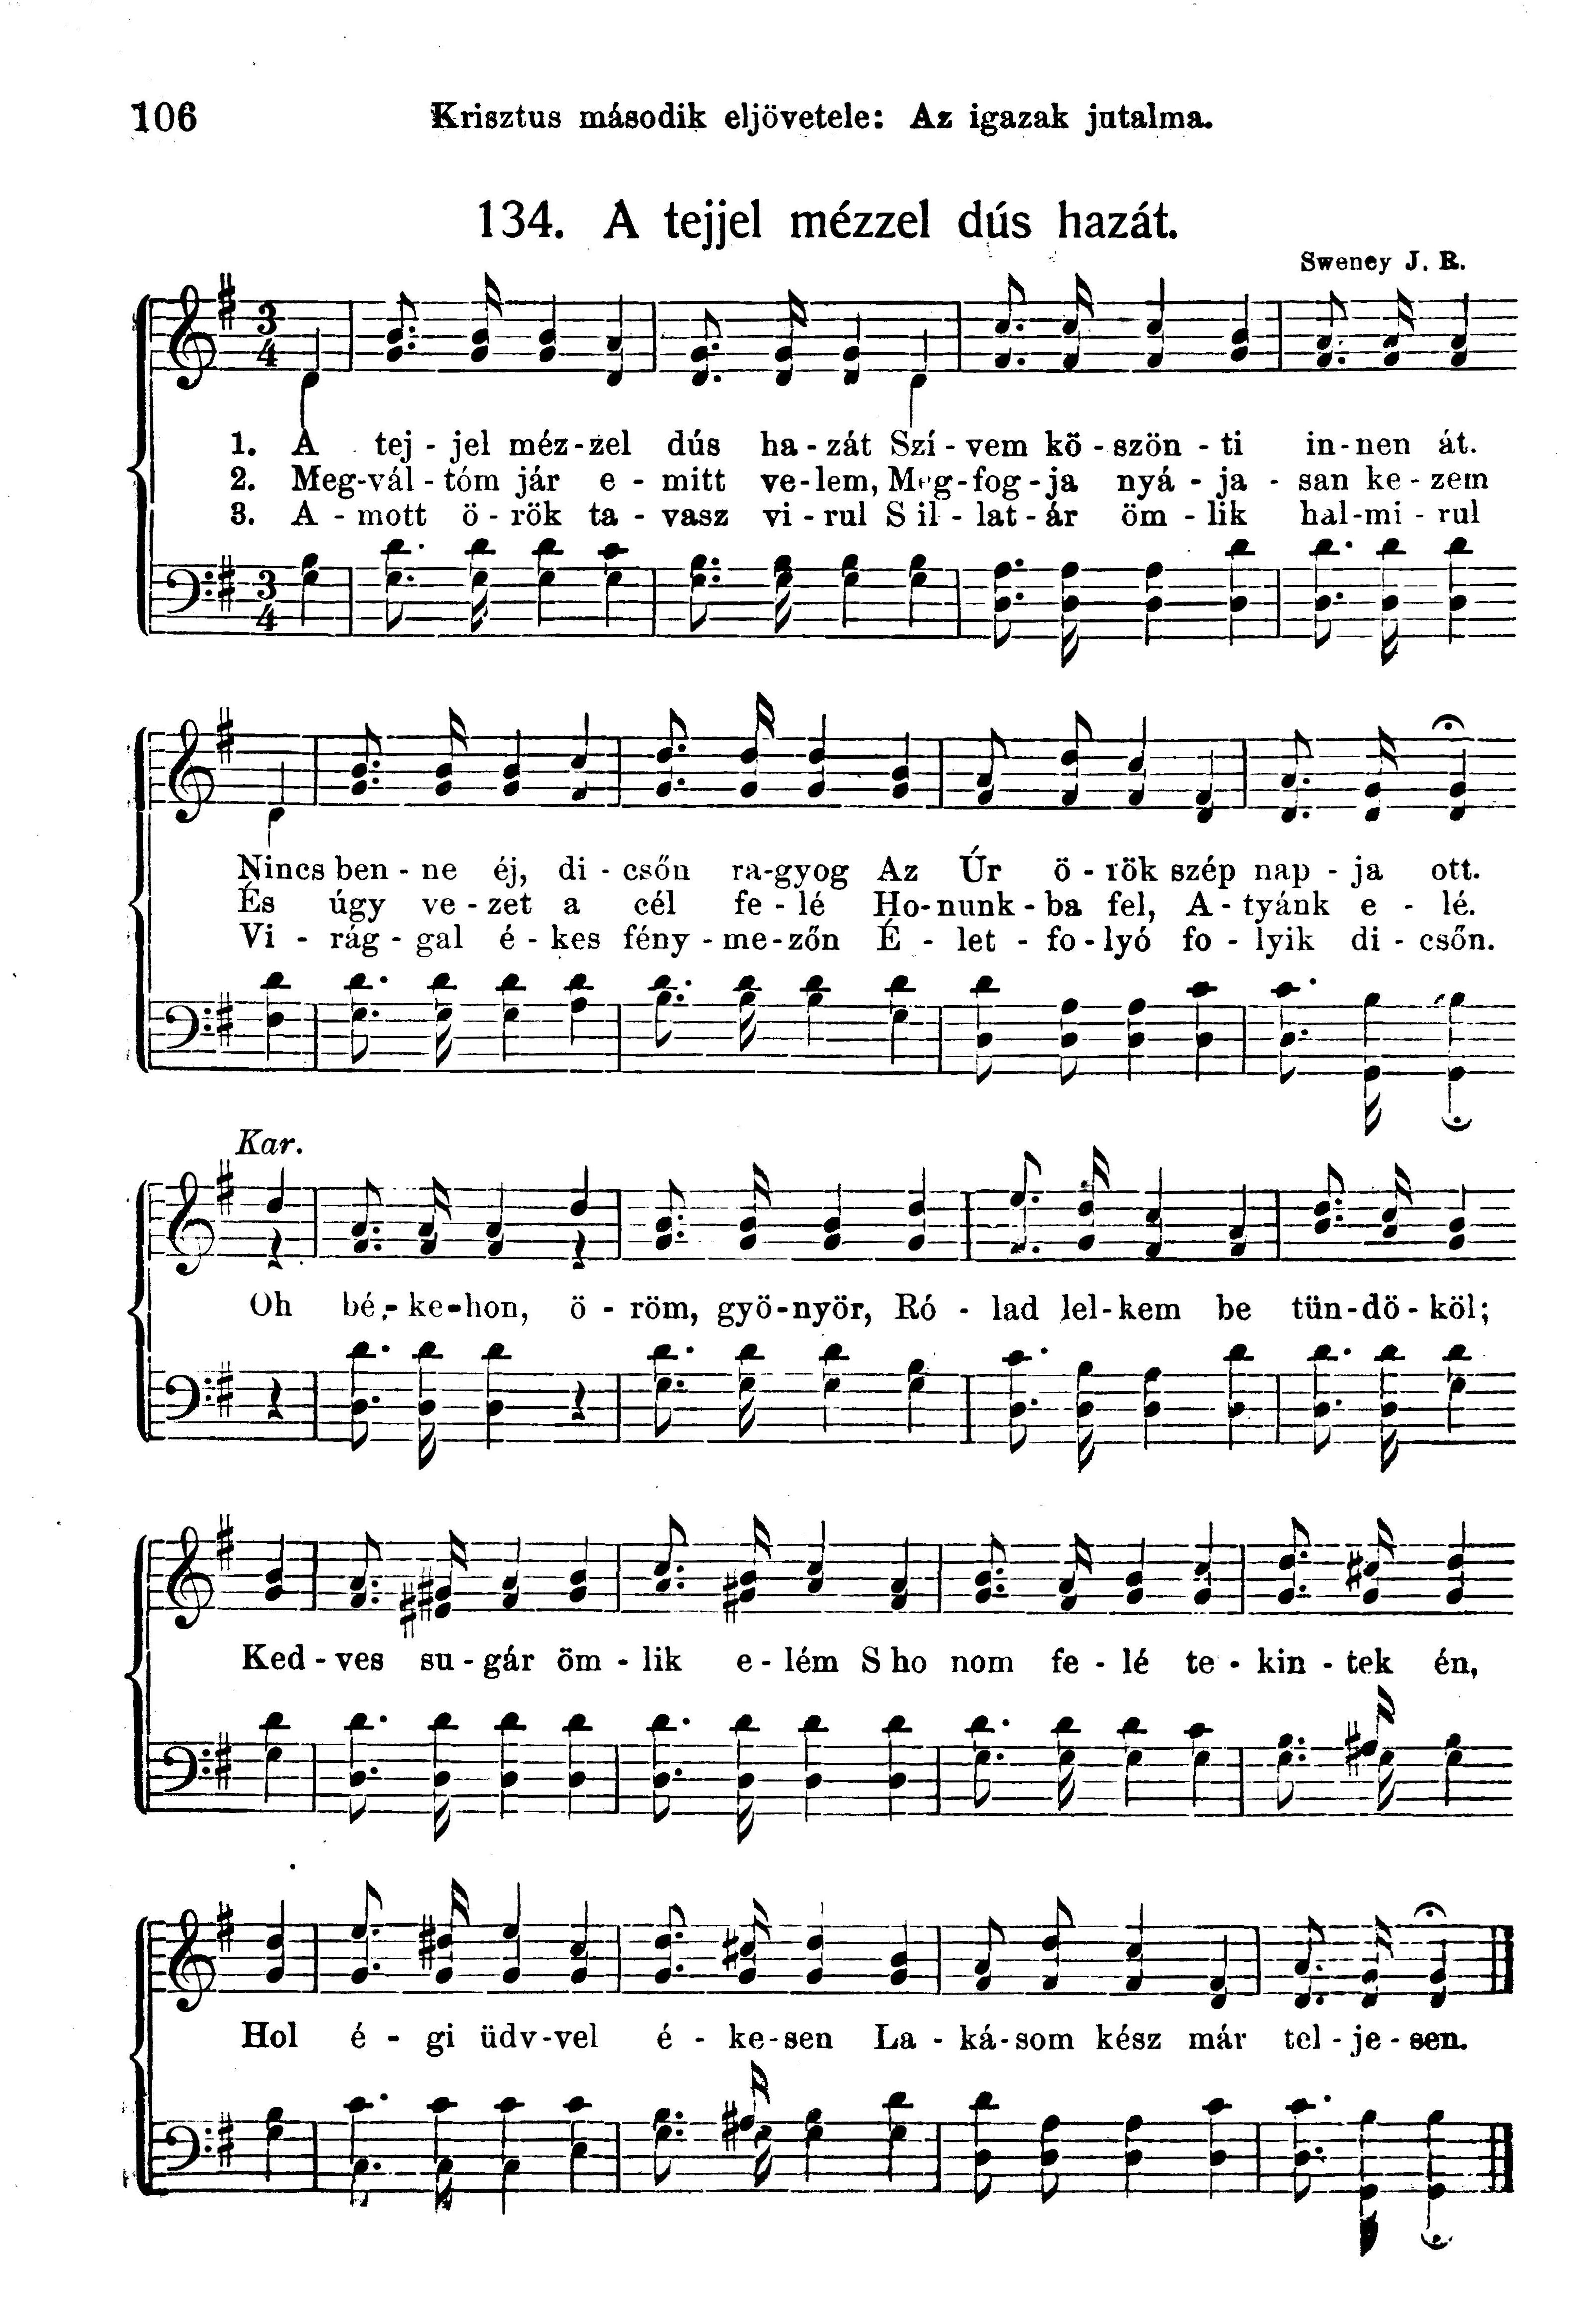 106
Krisztus második eljövetele: Az igazak jutalma.
134. A tejjel mézzel dús hazát.
Sweney J. R.
3/4
1. A tej - jel méz - zel dús ha - zát Szí - vem kö - szön - ti in - nen át.
2. Meg - vál - tóm jár e - mitt ve - lem, Meg - fog - ja nyá - ja - san ke - zem
3. A - mott ö - rök ta - vasz vi - rul S il - lat - ár öm - lik hal - mi - rul
3/4
Nincs ben - ne éj, di - csőn ra - gyog Az Úr ö - rök szép nap - ja ott.
És úgy ve - zet a cél fe - lé Ho - nunk - ba fel, A - tyánk e - lé.
Vi - rág - gal é - kes fény - me - zőn É - let - fo - lyó fo - lyik di - csőn.
Kar.
Oh bé - ke - hon, ö - röm, gyö - nyör, Ró - lad lel - kem be tün - dö - köl;
Ked - ves su - gár öm - lik e - lém S ho nom fe - lé te - kin - tek én,
Hol é - gi üdv - vel é - ke - sen La - ká - som kész már tel - je - sen.